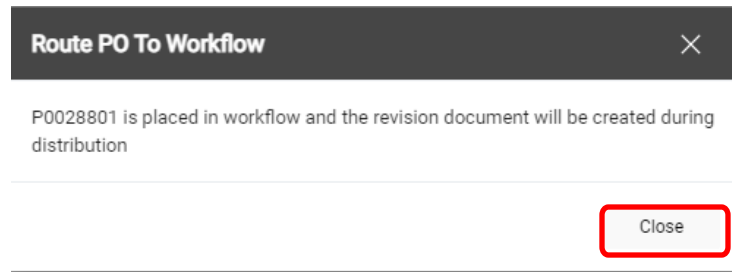 Route PO To Workflow
P0028801 is placed in workflow and the revision document will be created during
distribution
Close